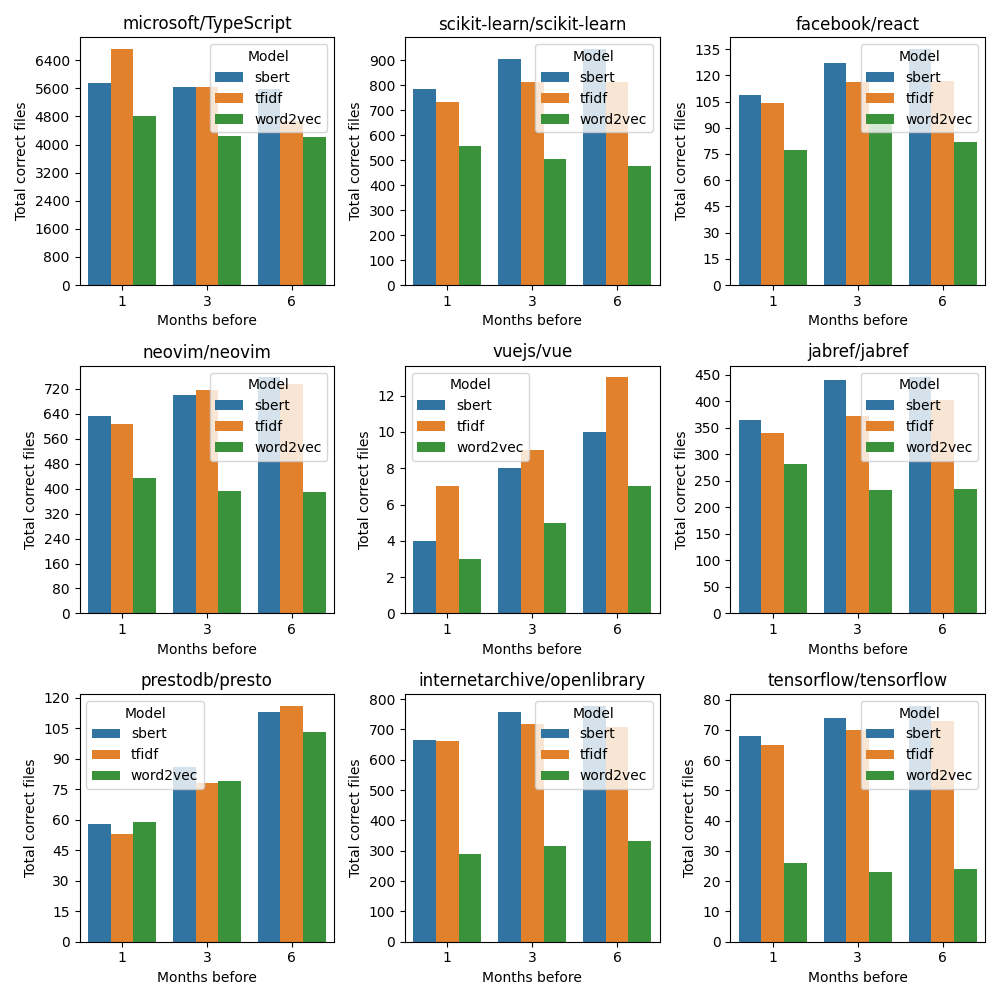 microsoft/TypeScript
Total correct files
6400
5600
4800
4000
3200
2400
1600
800
0
Model
sbert
tfidf
word2vec
1 3 6
Months before
scikit-learn/scikit-learn
Total correct files
900
800
700
600
500
400
300
200
100
0
Model
sbert
tfidf
word2vec
1 3 6
Months before
facebook/react
Total correct files
135
120
105
90
75
60
45
30
15
0
Model
sbert
tfidf
word2vec
1 3 6
Months before
neovim/neovim
Total correct files
720
640
560
480
400
320
240
160
80
0
Model
sbert
tfidf
word2vec
1 3 6
Months before
vuejs/vue
Total correct files
12
10
8
6
4
2
0
Model
sbert
tfidf
word2vec
1 3 6
Months before
jabref/jabref
Total correct files
450
400
350
300
250
200
150
100
50
0
Model
sbert
tfidf
word2vec
1 3 6
Months before
prestodb/presto
Total correct files
120
105
90
75
60
45
30
15
0
Model
sbert
tfidf
word2vec
1 3 6
Months before
internetarchive/openlibrary
Total correct files
800
700
600
500
400
300
200
100
0
Model
sbert
tfidf
word2vec
1 3 6
Months before
tensorflow/tensorflow
Total correct files
80
70
60
50
40
30
20
10
0
Model
sbert
tfidf
word2vec
1 3 6
Months before